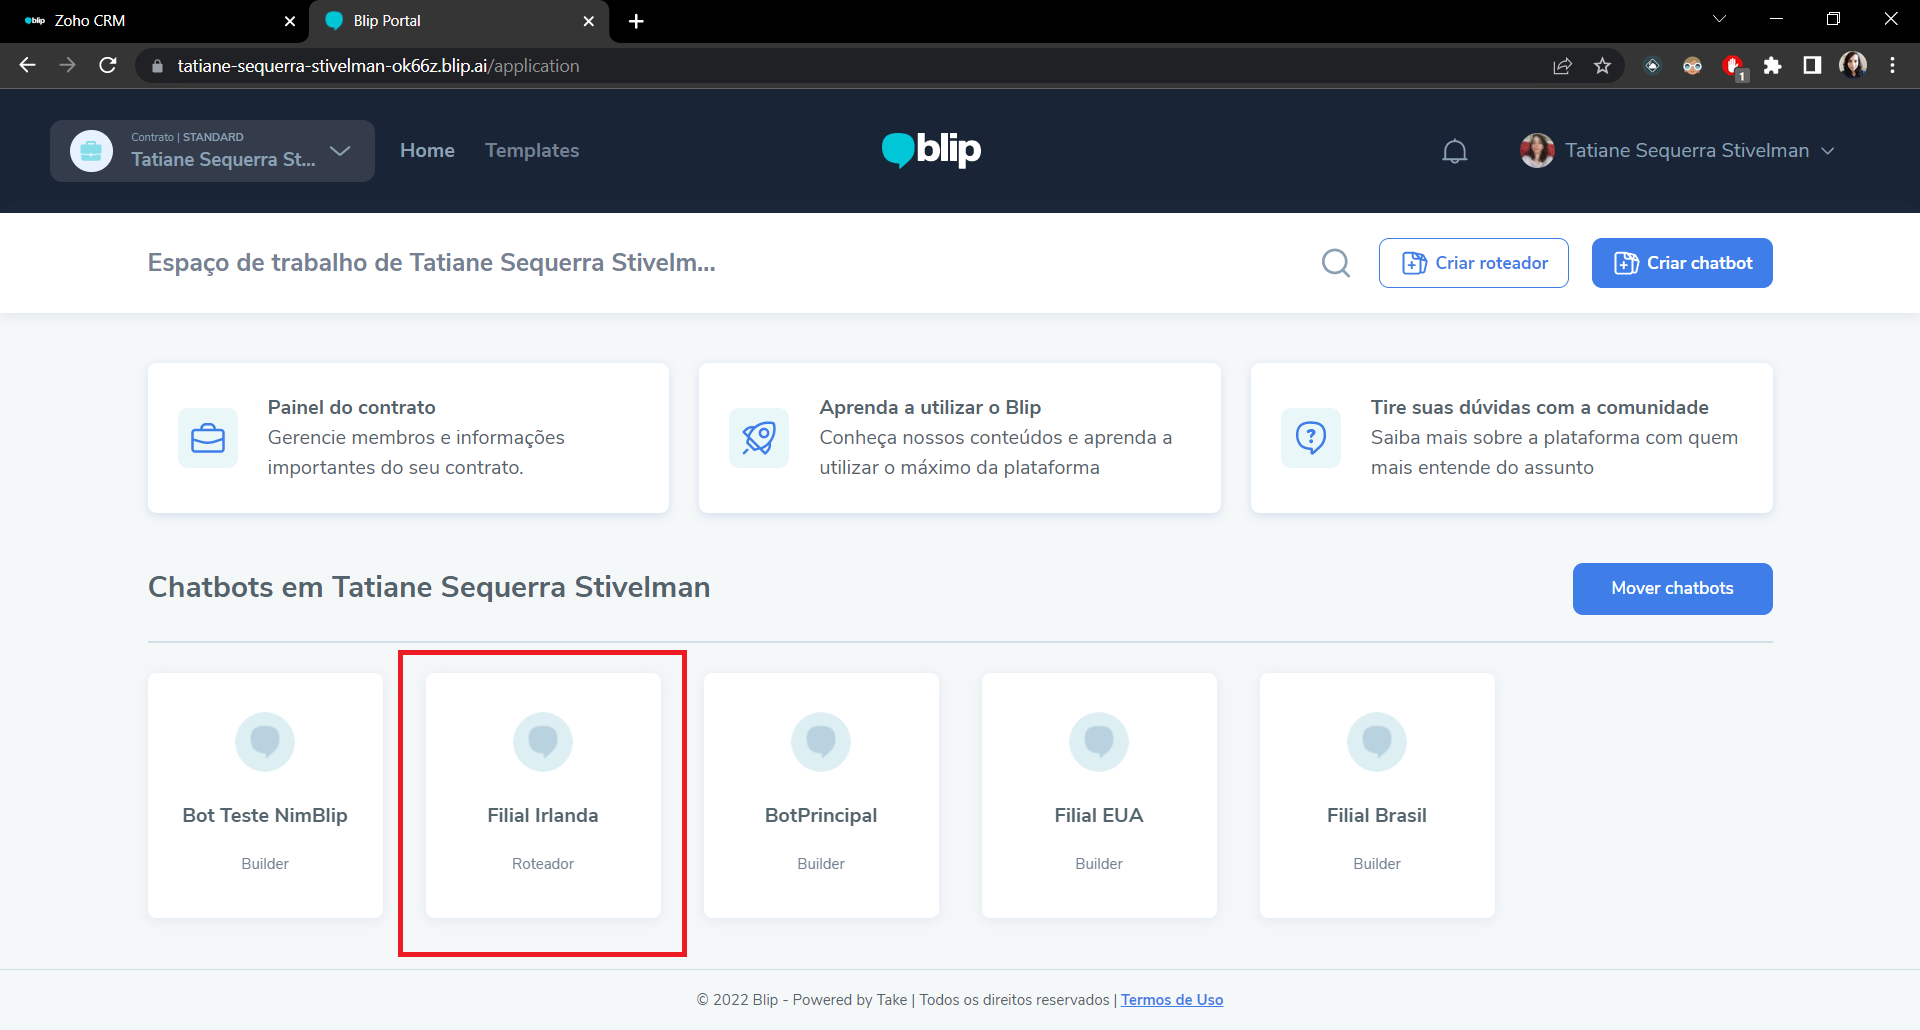 blip Zoho CRM
Blip Portal
tatiane-sequerra-stivelman-ok66z.blip.ai/application
1
Contrato | STANDARD
Tatiane Sequerra St...
Home
Templates
blip
Tatiane Sequerra Stivelman
Espaço de trabalho de Tatiane Sequerra Stivelm...
Criar roteador
Criar chatbot
Painel do contrato
Gerencie membros e informações
importantes do seu contrato.
Aprenda a utilizar o Blip
Conheça nossos conteúdos e aprenda a
utilizar o máximo da plataforma
Tire suas dúvidas com a comunidade
Saiba mais sobre a plataforma com quem
mais entende do assunto
Chatbots em Tatiane Sequerra Stivelman
Mover chatbots
Bot Teste NimBlip
Builder
Filial Irlanda
Roteador
BotPrincipal
Builder
Filial EUA
Builder
Filial Brasil
Builder
© 2022 Blip - Powered by Take | Todos os direitos reservados | Termos de Uso